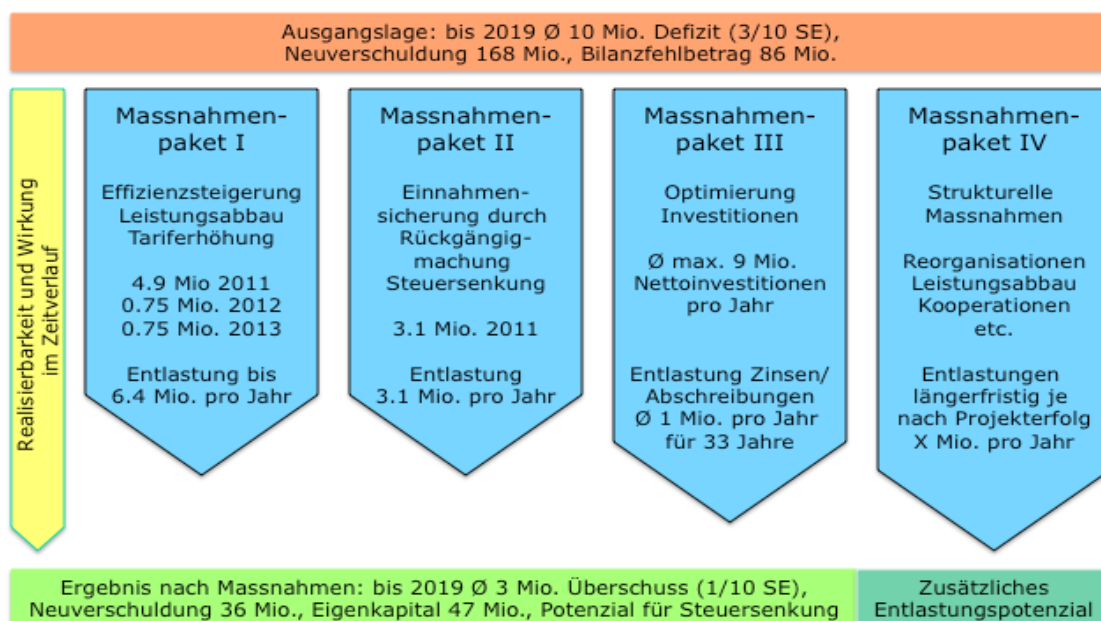 Ausgangslage: bis 2019 Ø 10 Mio. Defizit (3/10 SE),
Neuverschuldung 168 Mio., Bilanzfehlbetrag 86 Mio.
Realisierbarkeit und Wirkung
im Zeitverlauf
Massnahmen-
paket I
Effizienzsteigerung
Leistungsabbau
Tariferhöhung
4.9 Mio 2011
0.75 Mio. 2012
0.75 Mio. 2013
Entlastung bis
6.4 Mio. pro Jahr
Massnahmen-
paket II
Einnahmen-
sicherung durch
Rückgängig-
machung
Steuersenkung
3.1 Mio. 2011
Entlastung
3.1 Mio. pro Jahr
Massnahmen-
paket III
Optimierung
Investitionen
Ø max. 9 Mio.
Nettoinvestitionen
pro Jahr
Entlastung Zinsen/
Abschreibungen
Ø 1 Mio. pro Jahr
für 33 Jahre
Massnahmen-
paket IV
Strukturelle
Massnahmen
Reorganisationen
Leistungsabbau
Kooperationen
etc.
Entlastungen
längerfristig je
nach Projekterfolg
X Mio. pro Jahr
Ergebnis nach Massnahmen: bis 2019 Ø 3 Mio. Überschuss (1/10 SE),
Neuverschuldung 36 Mio., Eigenkapital 47 Mio., Potenzial für Steuersenkung
Zusätzliches
Entlastungspotenzial